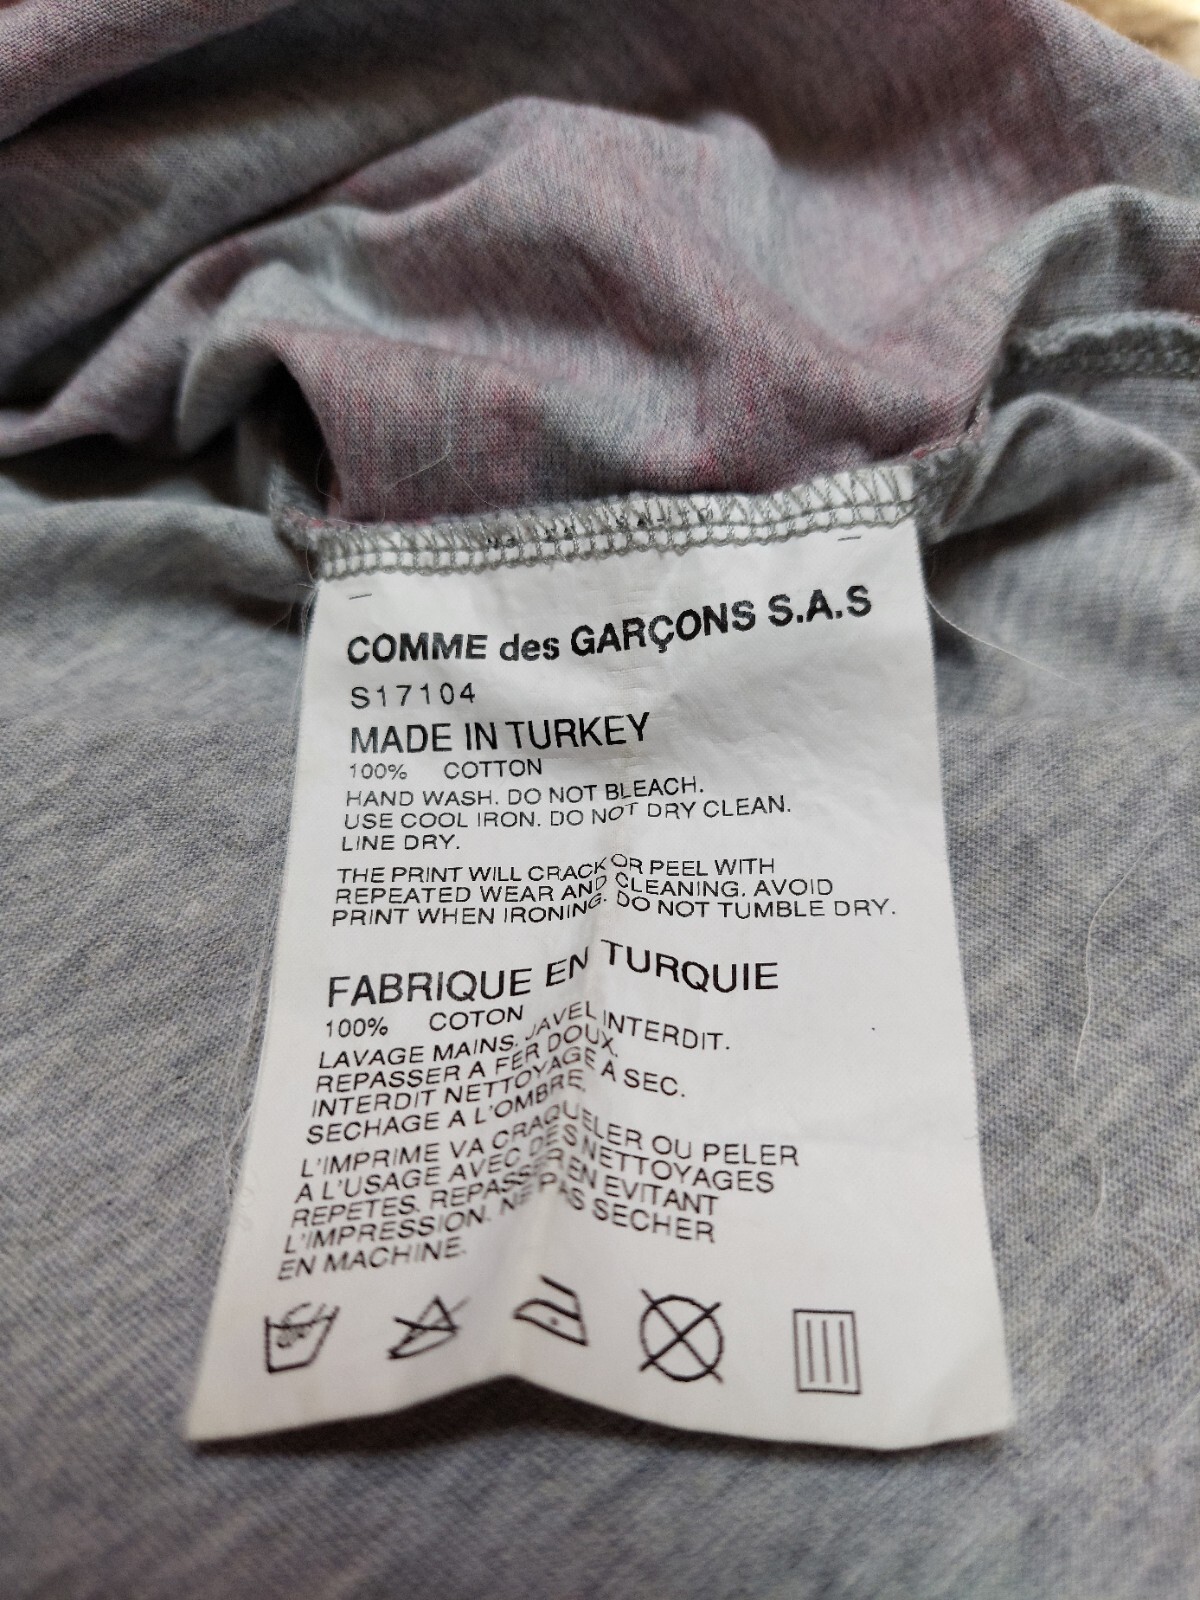 COMME des GARÇONS S.A.S
S17104
MADE IN TURKEY
100% COTTON
HAND WASH. DO NOT BLEACH.
USE COOL IRON. DO NOT DRY CLEAN.
LINE DRY.
THE PRINT WILL CRACK OR PEEL WITH
REPEATED WEAR AND CLEANING. AVOID
PRINT WHEN IRONING. DO NOT TUMBLE DRY.
FABRIQUE EN TURQUIE
100% COTON
LAVAGE MAINS. JAVEL INTERDIT.
REPASSER A FER DOUX.
INTERDIT NETTOYAGE A SEC.
SECHAGE A L'OMBRE.
L'IMPRIME VA CRAQUELER OU PELER
A L'USAGE AVEC DES NETTOYAGES
REPETES. REPASSER EN EVITANT
L'IMPRESSION. NE PAS SECHER
EN MACHINE.